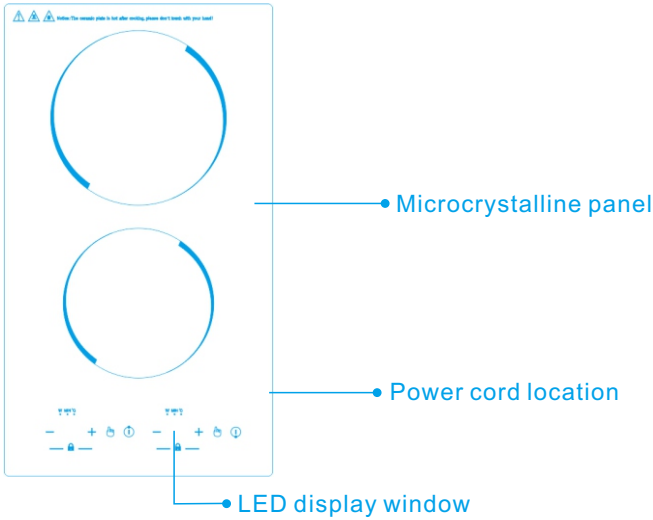 Notice:The ceramic plate is hot after working, please don't touch with your hand!
Microcrystalline panel
Power cord location
LED display window